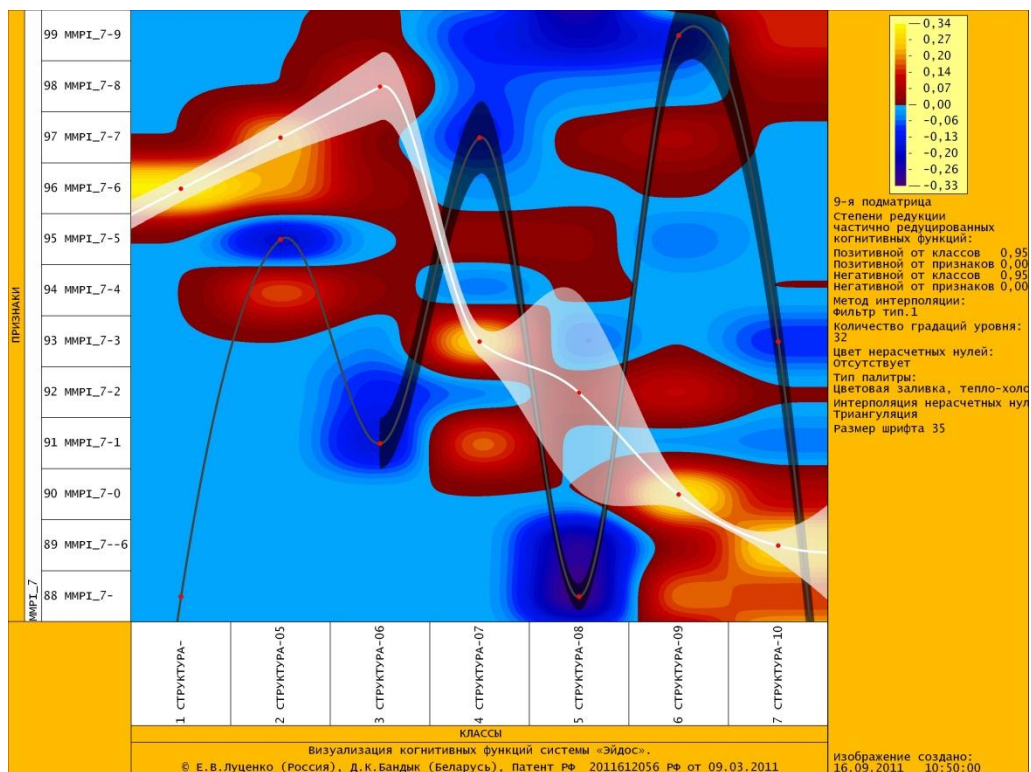 99 MMPI_7-9
98 MMPI_7-8
97 MMPI_7-7
96 MMPI_7-6
95 MMPI_7-5
94 MMPI_7-4
93 MMPI_7-3
92 MMPI_7-2
91 MMPI_7-1
90 MMPI_7-0
89 MMPI_7--6
88 MMPI_7-
ПРИЗНАКИ
MMPI_7
1 СТРУКТУРА-
2 СТРУКТУРА-05
3 СТРУКТУРА-06
4 СТРУКТУРА-07
5 СТРУКТУРА-08
6 СТРУКТУРА-09
7 СТРУКТУРА-10
КЛАССЫ
Визуализация когнитивных функций системы «Эйдос».
© Е.В.Луценко (Россия), Д.К.Бандык (Беларусь), Патент РФ 2011612056 РФ от 09.03.2011
0,34
0,27
0,20
0,14
0,07
0,00
-0,06
-0,13
-0,20
-0,26
-0,33
9-я подматрица
Степени редукции
частично редуцированных
когнитивных функций:
Позитивной от классов 0,95
Позитивной от признаков 0,00
Негативной от классов 0,95
Негативной от признаков 0,00
Метод интерполяции:
Фильтр тип.1
Количество градаций уровня:
32
Цвет нерасчетных нулей:
Отсутствует
Тип палитры:
Цветовая заливка, тепло-холо
Интерполяция нерасчетных нул
Триангуляция
Размер шрифта 35
Изображение создано:
16.09.2011 10:50:00